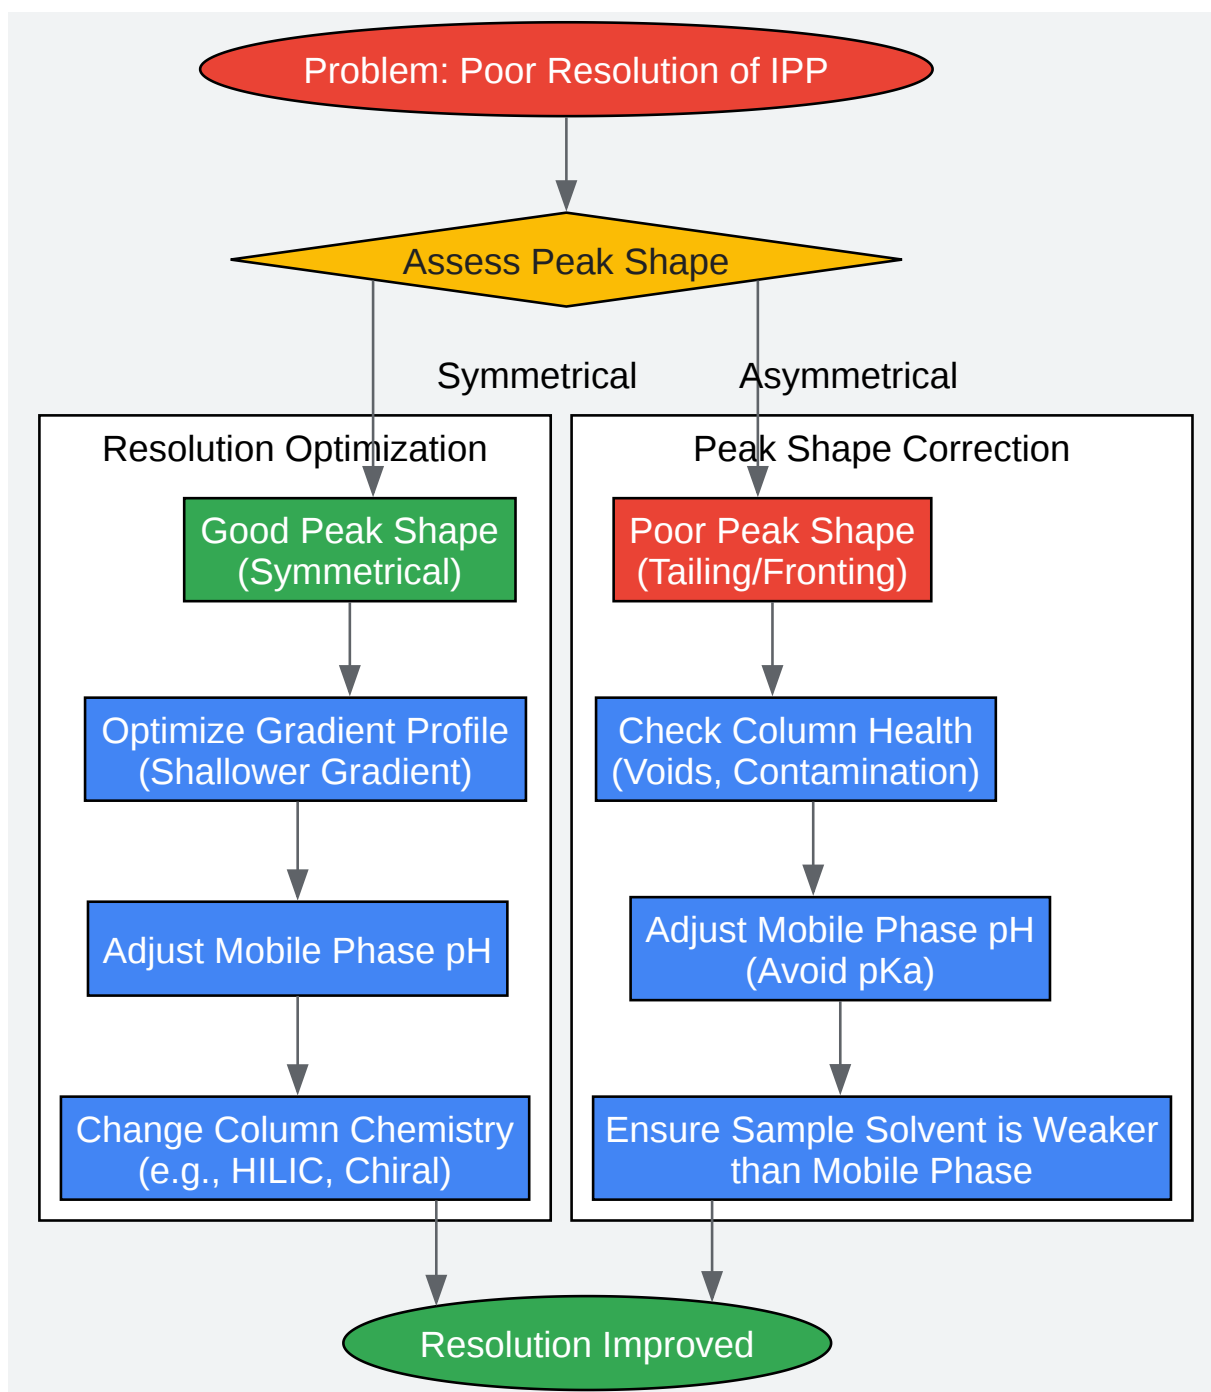 Problem: Poor Resolution of IPP
Assess Peak Shape
Symmetrical
Asymmetrical
Resolution Optimization
Good Peak Shape
(Symmetrical)
Optimize Gradient Profile
(Shallower Gradient)
Adjust Mobile Phase pH
Change Column Chemistry
(e.g., HILIC, Chiral)
Peak Shape Correction
Poor Peak Shape
(Tailing/Fronting)
Check Column Health
(Voids, Contamination)
Adjust Mobile Phase pH
(Avoid pKa)
Ensure Sample Solvent is Weaker
than Mobile Phase
Resolution Improved